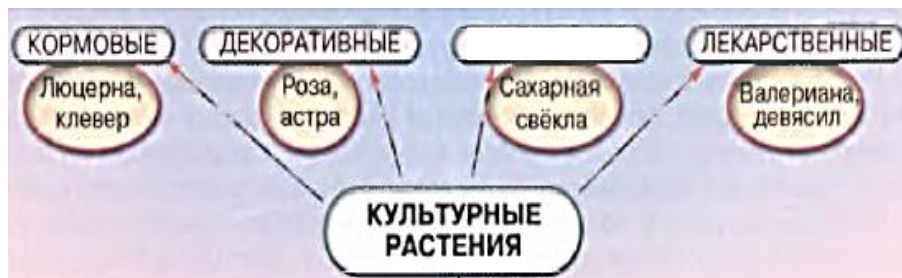 КОРМОВЫЕ
ДЕКОРАТИВНЫЕ
ЛЕКАРСТВЕННЫЕ
Люцерна,
клевер
Роза,
астра
Сахарная
свёкла
Валериана,
девясил
КУЛЬТУРНЫЕ
РАСТЕНИЯ